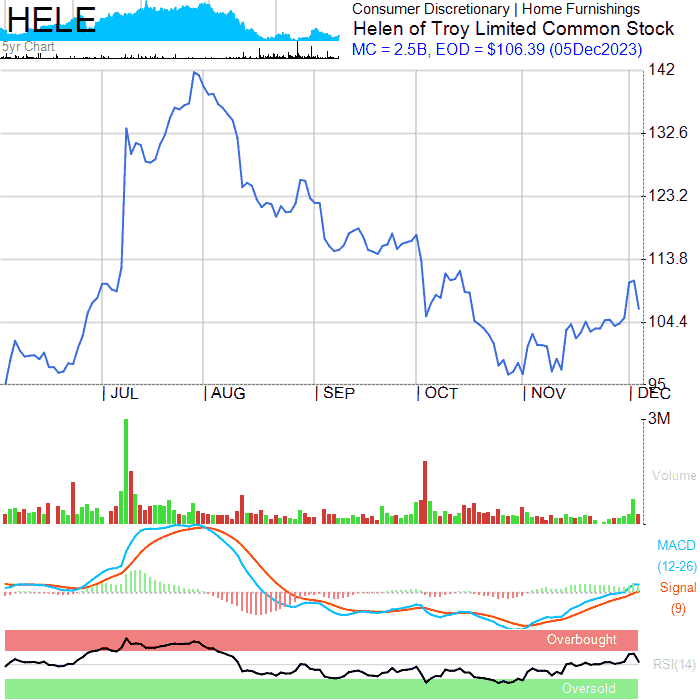 HELE
5yr Chart
Consumer Discretionary | Home Furnishings
Helen of Troy Limited Common Stock
MC = 2.5B, EOD = $106.39 (05Dec2023)
142
132.6
123.2
113.8
104.4
95
JUL AUG SEP OCT NOV DEC
3M
Volume
MACD
(12-26)
Signal
(9)
Overbought
RSI(14)
Oversold